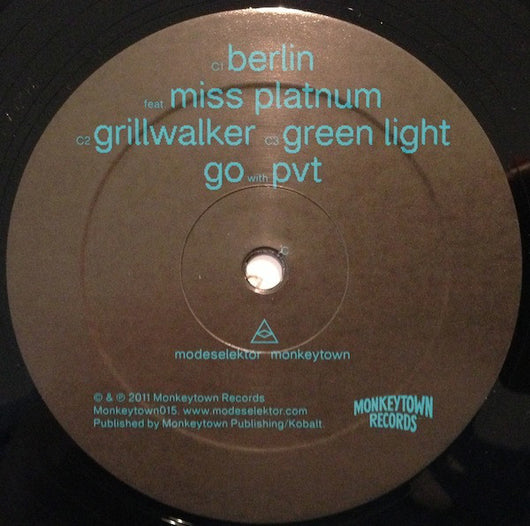 C1 berlin
feat. miss platnum
C2 grillwalker C3 green light
go with pvt
C
modeselektor monkeytown
© & ℗ 2011 Monkeytown Records
Monkeytown015. www.modeselektor.com
Published by Monkeytown Publishing/Kobalt.
MONKEYTOWN
RECORDS